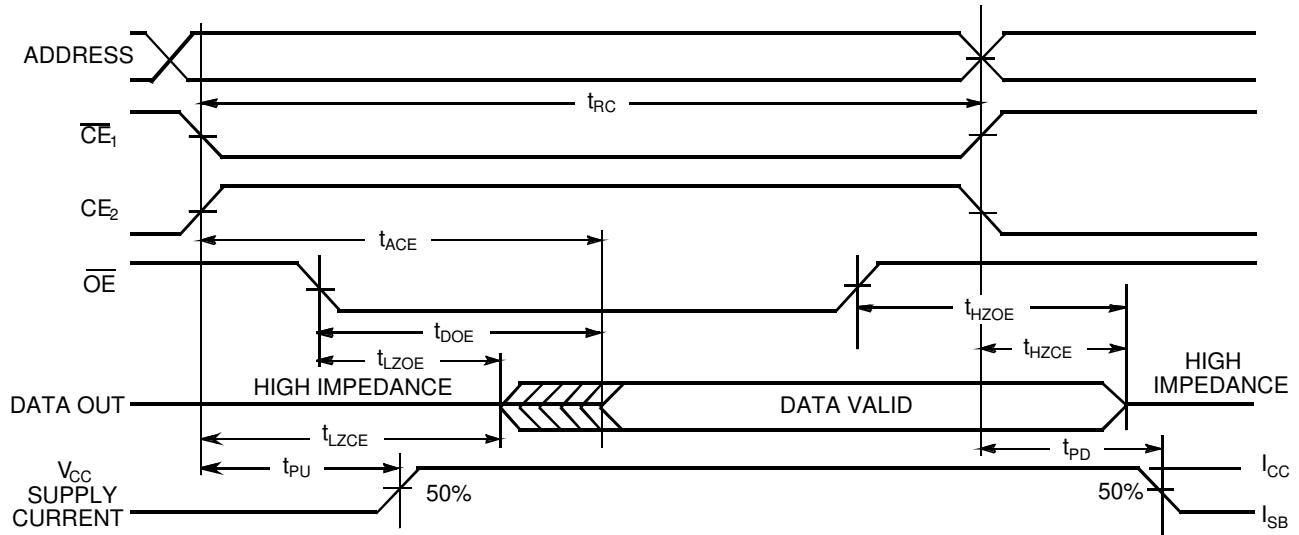 ADDRESS
tRC
CE1
CE2
tACE
OE
tHZOE
tDOE
tHZCE
tLZOE
HIGH
IMPEDANCE
HIGH IMPEDANCE
DATA OUT
DATA VALID
tLZCE
tPD
tPU
VCC
SUPPLY
CURRENT
50%
50%
ICC
ISB